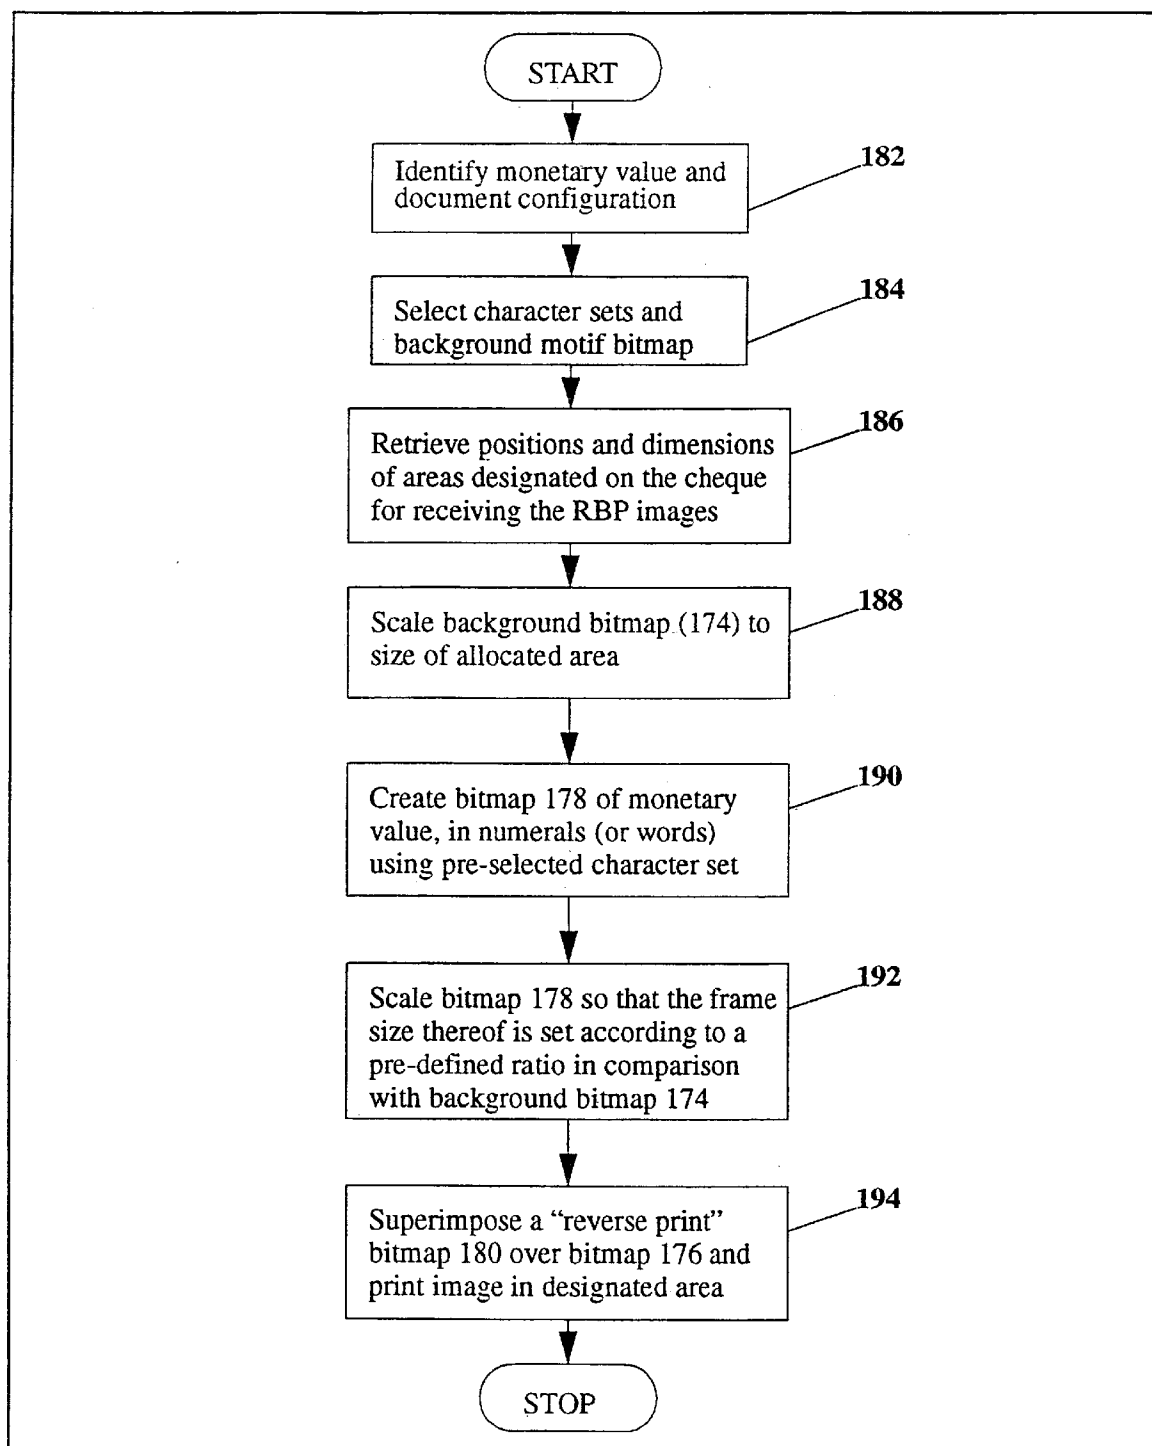 START
182
Identify monetary value and
document configuration
184
Select character sets and
background motif bitmap
186
Retrieve positions and dimensions
of areas designated on the cheque
for receiving the RBP images
188
Scale background bitmap (174) to
size of allocated area
190
Create bitmap 178 of monetary
value, in numerals (or words)
using pre-selected character set
192
Scale bitmap 178 so that the frame
size thereof is set according to a
pre-defined ratio in comparison
with background bitmap 174
194
Superimpose a “reverse print”
bitmap 180 over bitmap 176 and
print image in designated area
STOP